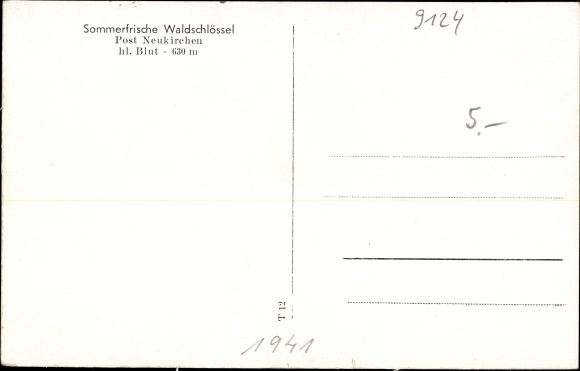 Sommerfrische Waldschlössel
Post Neukirchen
hl. Blut - 630 m
9124
5.-
T 12
1941